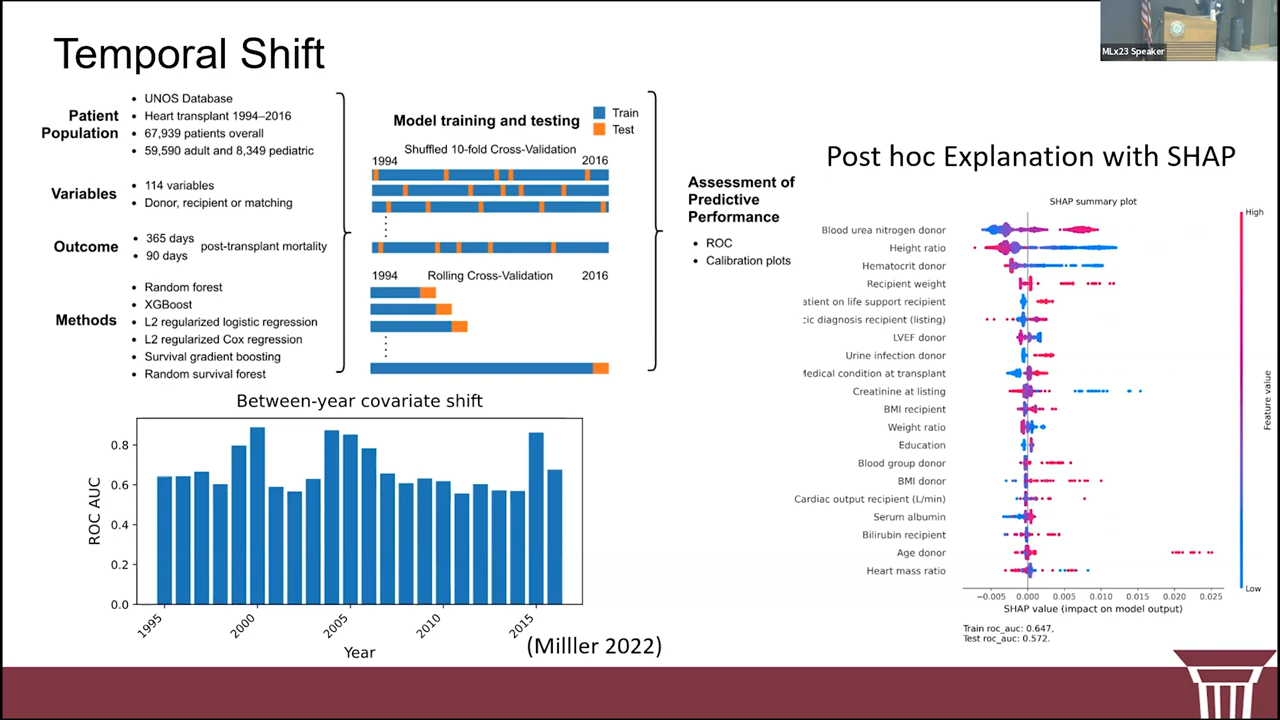 MLx23 Speaker
Temporal Shift
Patient
Population
• UNOS Database
• Heart transplant 1994–2016
• 67,939 patients overall
• 59,590 adult and 8,349 pediatric
Variables
• 114 variables
• Donor, recipient or matching
Outcome
• 365 days
• 90 days
post-transplant mortality
Methods
• Random forest
• XGBoost
• L2 regularized logistic regression
• L2 regularized Cox regression
• Survival gradient boosting
• Random survival forest
Model training and testing
Train
Test
Shuffled 10-fold Cross-Validation
1994 2016
1994 Rolling Cross-Validation 2016
Assessment of
Predictive
Performance
• ROC
• Calibration plots
Between-year covariate shift
ROC AUC
0.8
0.6
0.4
0.2
0.0
1995 2000 2005 2010 2015
Year
(Milller 2022)
Post hoc Explanation with SHAP
SHAP summary plot
High
Blood urea nitrogen donor
Height ratio
Hematocrit donor
Recipient weight
atient on life support recipient
ic diagnosis recipient (listing)
LVEF donor
Urine infection donor
Medical condition at transplant
Creatinine at listing
BMI recipient
Weight ratio
Education
Blood group donor
BMI donor
Cardiac output recipient (L/min)
Serum albumin
Bilirubin recipient
Age donor
Heart mass ratio
Feature value
Low
−0.005 0.000 0.005 0.010 0.015 0.020 0.025
SHAP value (impact on model output)
Train roc_auc: 0.647,
Test roc_auc: 0.572.